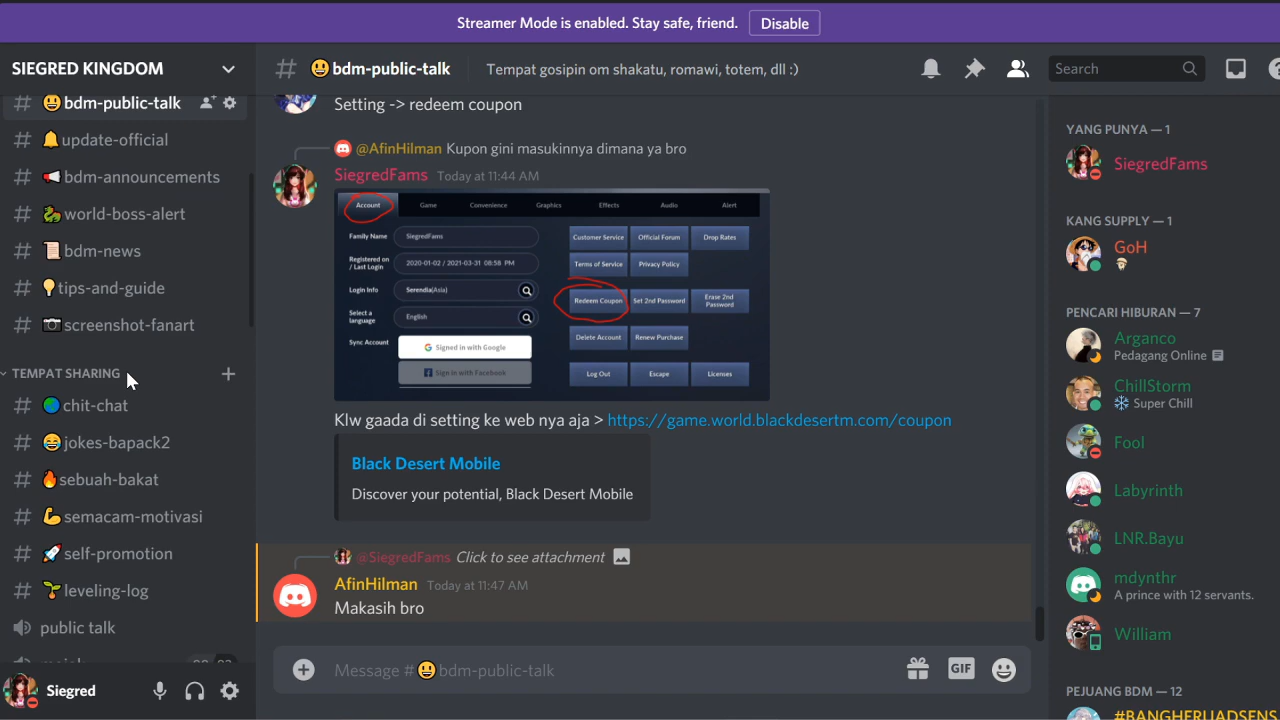 Streamer Mode is enabled. Stay safe, friend. Disable
SIEGRED KINGDOM
# 😃bdm-public-talk
# 🔔update-official
# 📢bdm-announcements
# 🐉world-boss-alert
# 📜bdm-news
# 💡tips-and-guide
# 📷screenshot-fanart
TEMPAT SHARING +
# 🌏chit-chat
# 😂jokes-bapack2
# 🔥sebuah-bakat
# 💪semacam-motivasi
# 🚀self-promotion
# 🌱leveling-log
public talk
Siegred
# 😃bdm-public-talk Tempat gosipin om shakatu, romawi, totem, dll :)
Search
Setting -> redeem coupon
@AfinHilman Kupon gini masukinnya dimana ya bro
SiegredFams Today at 11:44 AM
Account Game Convenience Graphics Effects Audio Alert
Family Name SiegredFams
Registered on / Last Login 2020-01-02 / 2021-03-31 08:58 PM
Login Info Serendia(Asia)
Select a language English
Sync Account Signed in with Google
Sign in with Facebook
Customer Service Official Forum Drop Rates
Terms of Service Privacy Policy
Redeem Coupon Set 2nd Password Erase 2nd Password
Delete Account Renew Purchase
Log Out Escape Licenses
Klw gaada di setting ke web nya aja > https://game.world.blackdesertm.com/coupon
Black Desert Mobile
Discover your potential, Black Desert Mobile
@SiegredFams Click to see attachment
AfinHilman Today at 11:47 AM
Makasih bro
Message #😃bdm-public-talk
GIF
YANG PUNYA — 1
SiegredFams
KANG SUPPLY — 1
GoH
PENCARI HIBURAN — 7
Arganco
Pedagang Online
ChillStorm
❄ Super Chill
Fool
Labyrinth
LNR.Bayu
mdynthr
A prince with 12 servants.
William
PEJUANG BDM — 12